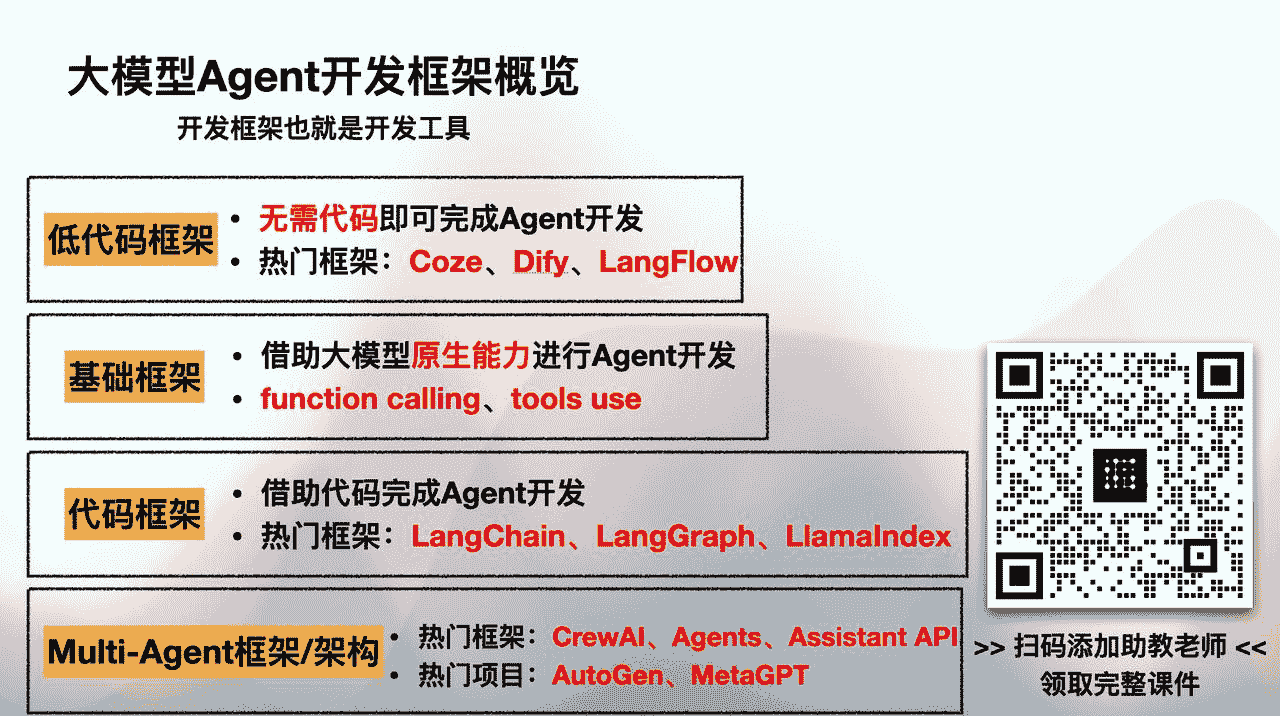 大模型Agent开发框架概览
开发框架也就是开发工具
低代码框架
• 无需代码即可完成Agent开发
• 热门框架：Coze、Dify、LangFlow
基础框架
• 借助大模型原生能力进行Agent开发
• function calling、tools use
代码框架
• 借助代码完成Agent开发
• 热门框架：LangChain、LangGraph、LlamaIndex
Multi-Agent框架/架构
• 热门框架：CrewAI、Agents、Assistant API
• 热门项目：AutoGen、MetaGPT
>> 扫码添加助教老师 <<
领取完整课件